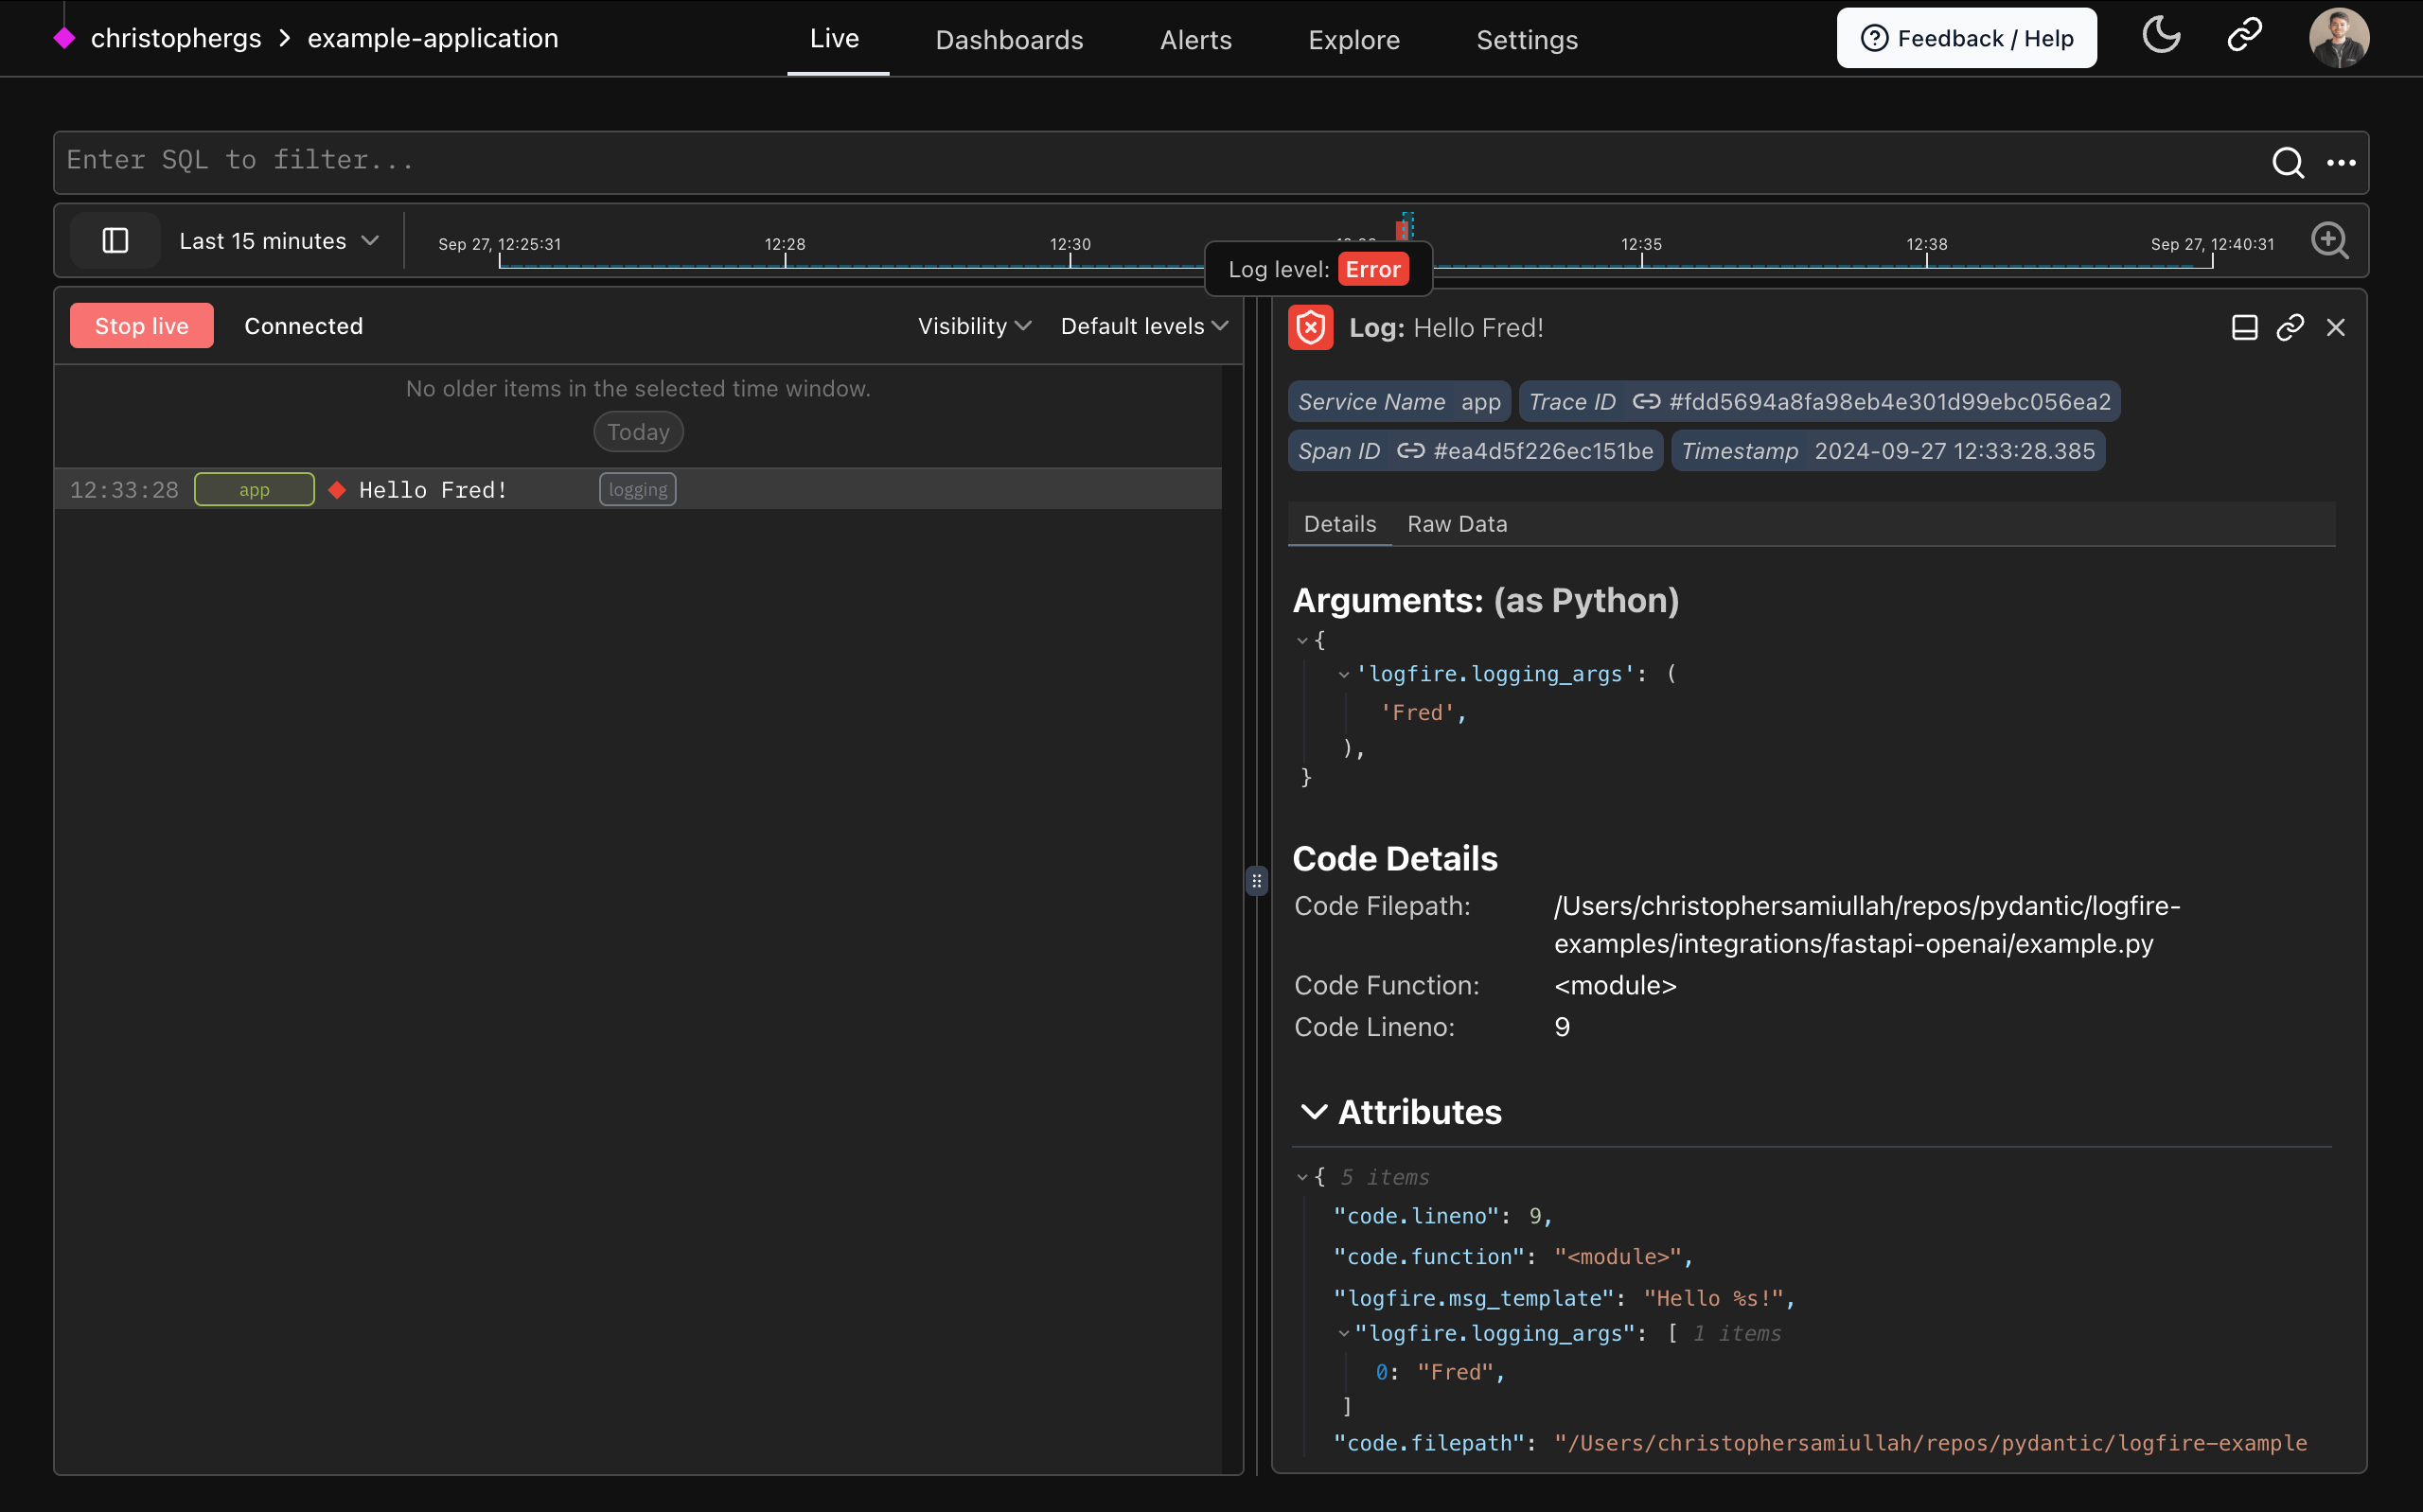 christophergs > example-application
Live Dashboards Alerts Explore Settings
Feedback / Help
Enter SQL to filter...
Last 15 minutes
Sep 27, 12:25:31 12:28 12:30 12:35 12:38 Sep 27, 12:40:31
Log level: Error
Stop live Connected Visibility Default levels
No older items in the selected time window.
Today
12:33:28 app Hello Fred! logging
Log: Hello Fred!
Service Name app Trace ID #fdd5694a8fa98eb4e301d99ebc056ea2
Span ID #ea4d5f226ec151be Timestamp 2024-09-27 12:33:28.385
Details Raw Data
Arguments: (as Python)
{
'logfire.logging_args': (
'Fred',
),
}
Code Details
Code Filepath: /Users/christophersamiullah/repos/pydantic/logfire-
examples/integrations/fastapi-openai/example.py
Code Function: <module>
Code Lineno: 9
Attributes
{ 5 items
"code.lineno": 9,
"code.function": "<module>",
"logfire.msg_template": "Hello %s!",
"logfire.logging_args": [ 1 items
0: "Fred",
]
"code.filepath": "/Users/christophersamiullah/repos/pydantic/logfire-example